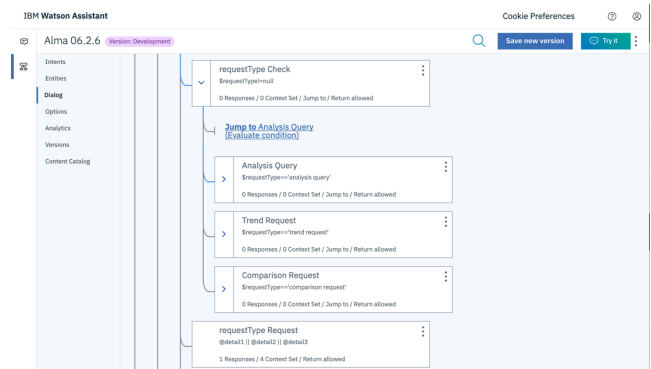 IBM Watson Assistant
Cookie Preferences
Alma 06.2.6
Version: Development
Save new version
Try it
Intents
Entities
Dialog
Options
Analytics
Versions
Content Catalog
requestType Check
$requestType!=null
0 Responses / 0 Context Set / Jump to / Return allowed
Jump to Analysis Query
(Evaluate condition)
Analysis Query
$requestType=='analysis query'
0 Responses / 0 Context Set / Jump to / Return allowed
Trend Request
$requestType=='trend request'
0 Responses / 0 Context Set / Jump to / Return allowed
Comparison Request
$requestType=='comparison request'
0 Responses / 0 Context Set / Jump to / Return allowed
requestType Request
@detail1 || @detail2 || @detail3
1 Responses / 4 Context Set / Return allowed